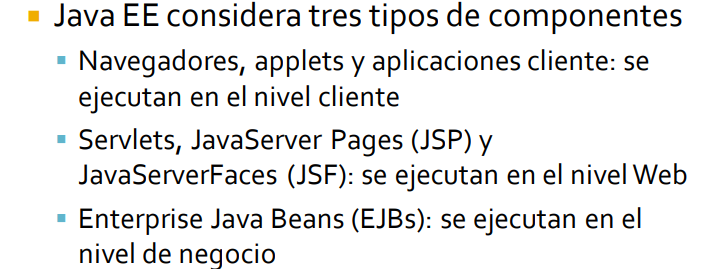 Java EE considera tres tipos de componentes
Navegadores, applets y aplicaciones cliente: se
ejecutan en el nivel cliente
Servlets, JavaServer Pages (JSP) y
JavaServerFaces (JSF): se ejecutan en el nivel Web
Enterprise Java Beans (EJBs): se ejecutan en el
nivel de negocio